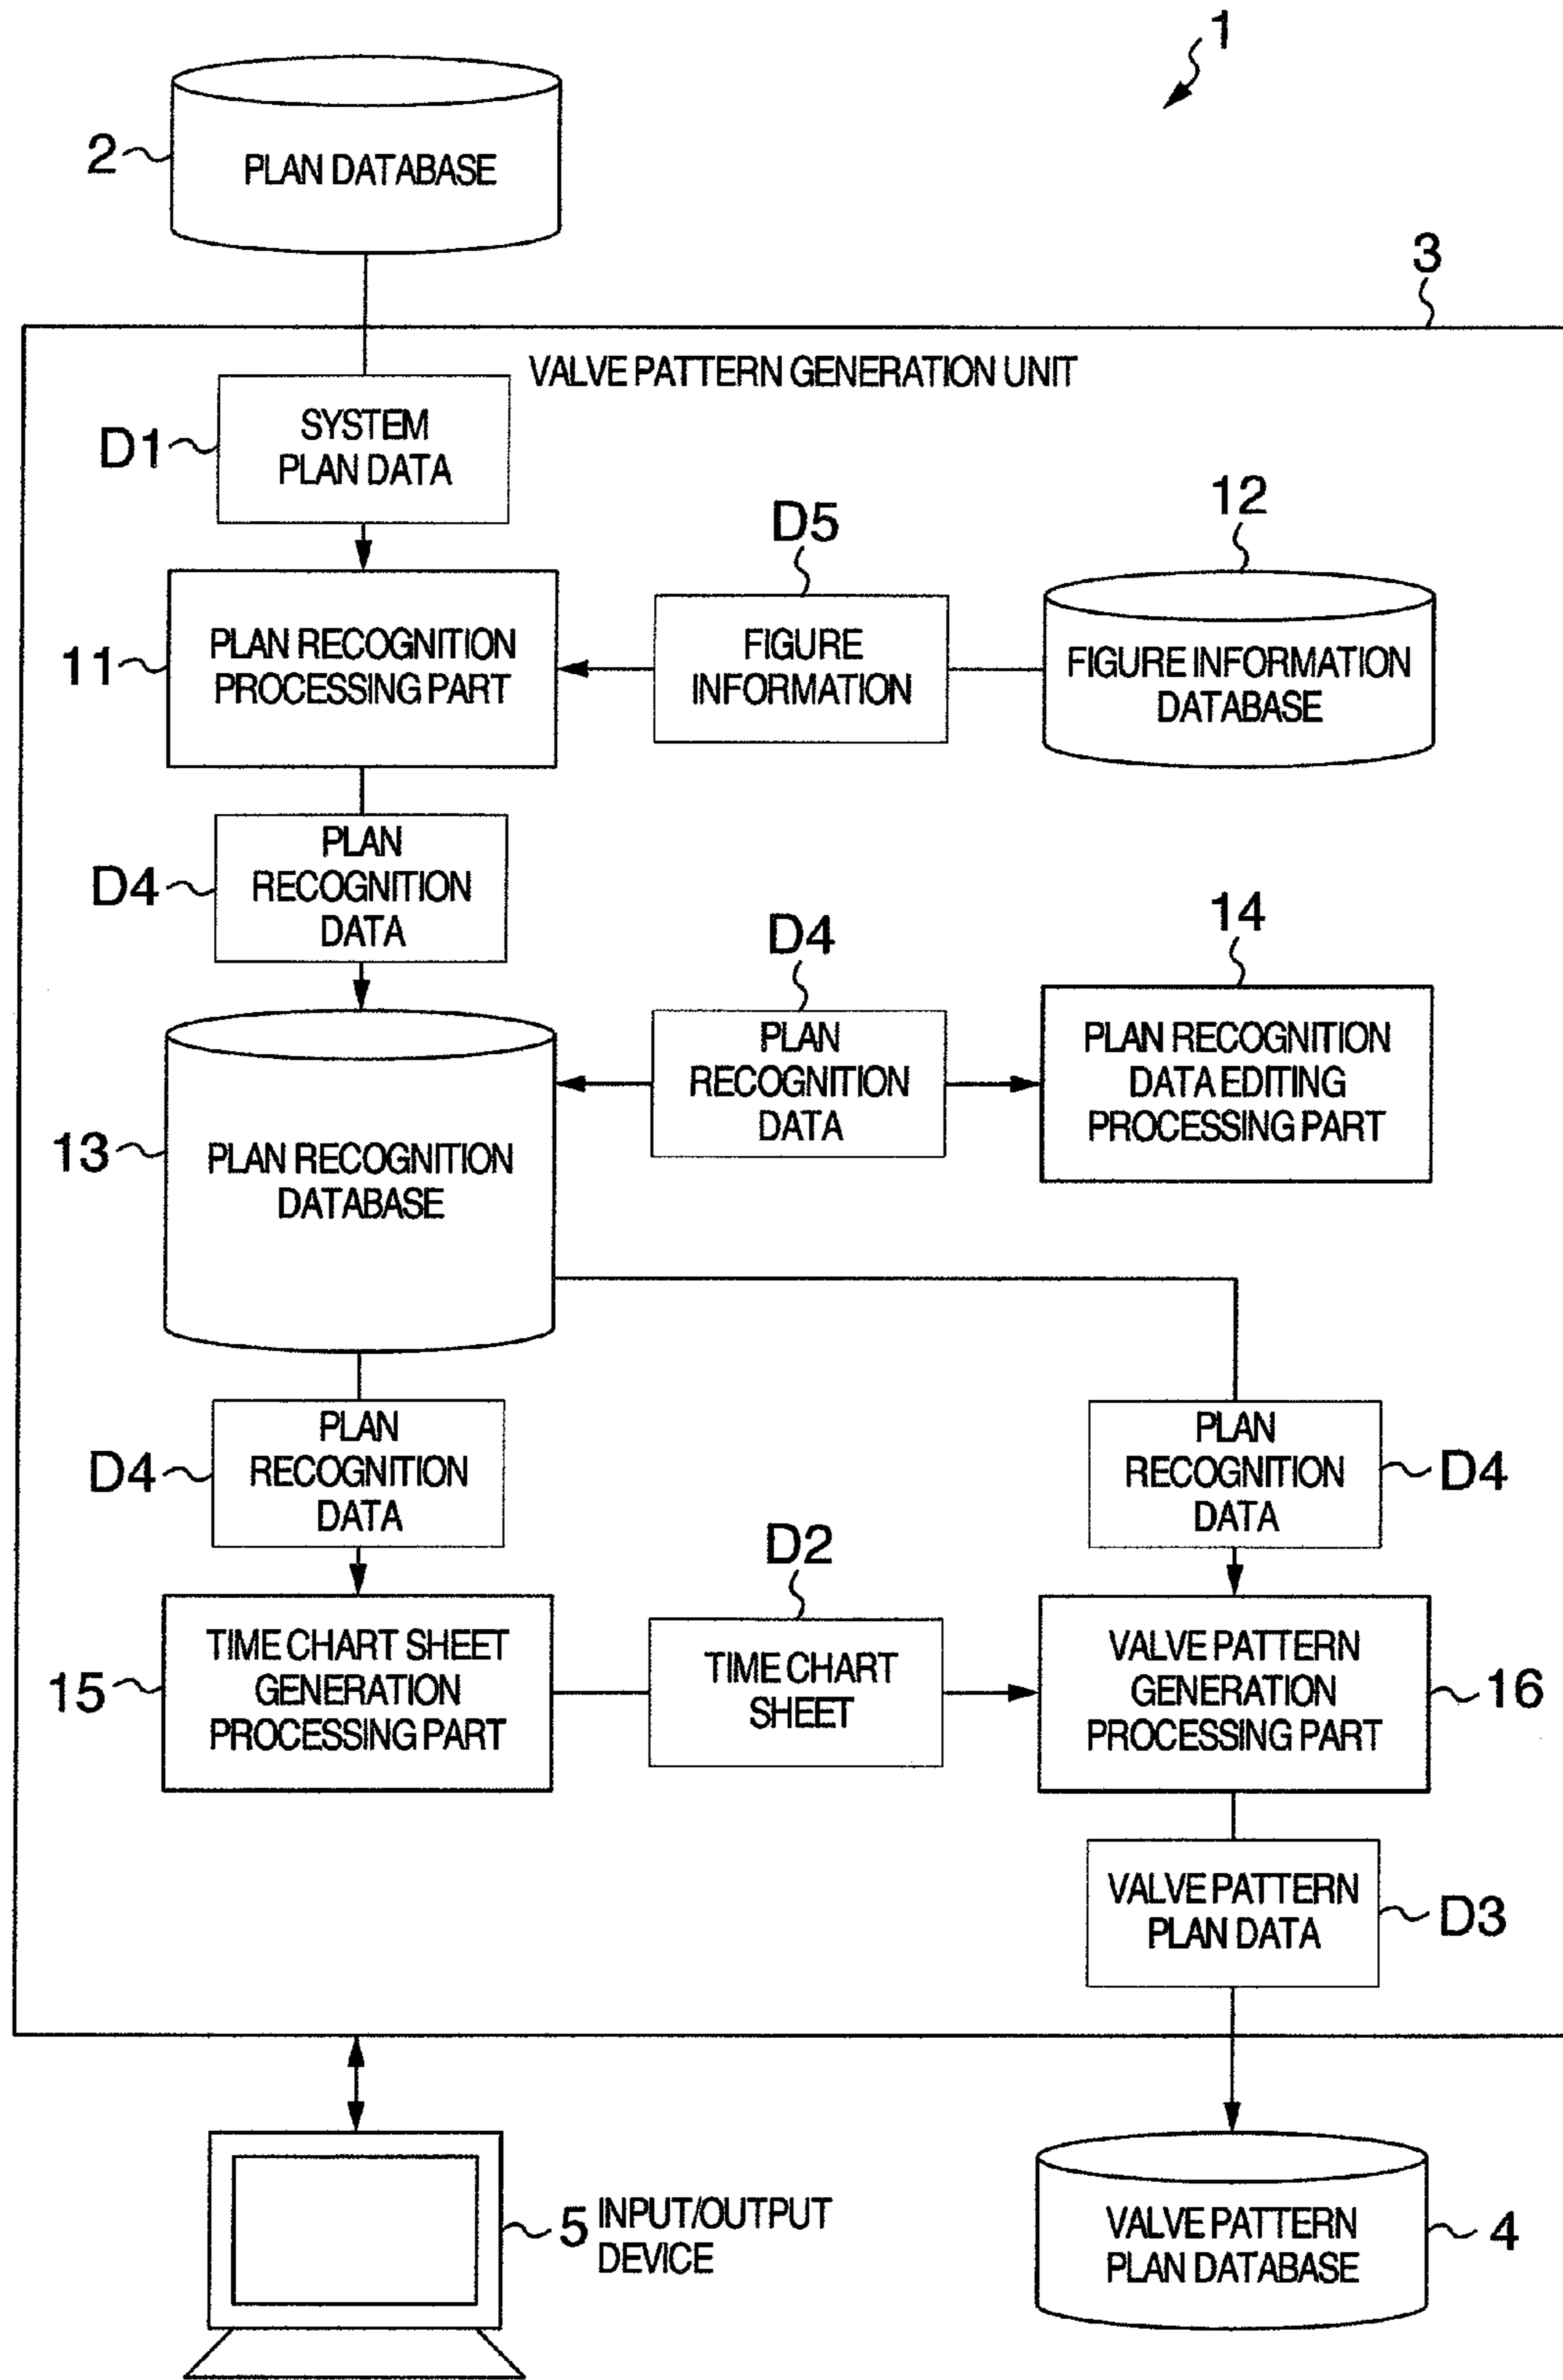 1
2
PLAN DATABASE
3
VALVE PATTERN GENERATION UNIT
D1
SYSTEM
PLAN DATA
D5
12
11
PLAN RECOGNITION
PROCESSING PART
FIGURE
INFORMATION
FIGURE INFORMATION
DATABASE
D4
PLAN
RECOGNITION
DATA
D4
14
PLAN
RECOGNITION
DATA
PLAN RECOGNITION
DATA EDITING
PROCESSING PART
13
PLAN RECOGNITION
DATABASE
D4
PLAN
RECOGNITION
DATA
PLAN
RECOGNITION
DATA
D4
D2
15
TIME CHART SHEET
GENERATION
PROCESSING PART
TIME CHART
SHEET
VALVE PATTERN
GENERATION
PROCESSING PART
16
VALVE PATTERN
PLAN DATA
D3
5
INPUT/OUTPUT
DEVICE
VALVE PATTERN
PLAN DATABASE
4